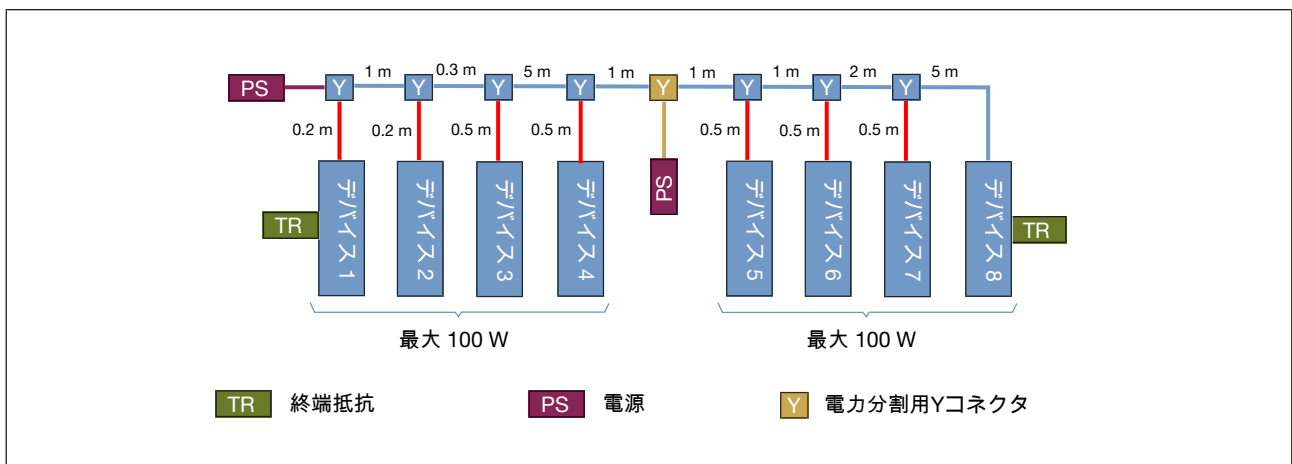 1 m 0.3 m 5 m 1 m 1 m 1 m 2 m 5 m
PS Y Y Y Y Y Y Y Y
0.2 m 0.2 m 0.5 m 0.5 m 0.5 m 0.5 m 0.5 m
PS
デバイス 1 デバイス 2 デバイス 3 デバイス 4 デバイス 5 デバイス 6 デバイス 7 デバイス 8
TR TR
最大 100 W 最大 100 W
TR 終端抵抗 PS 電源 Y 電力分割用Yコネクタ